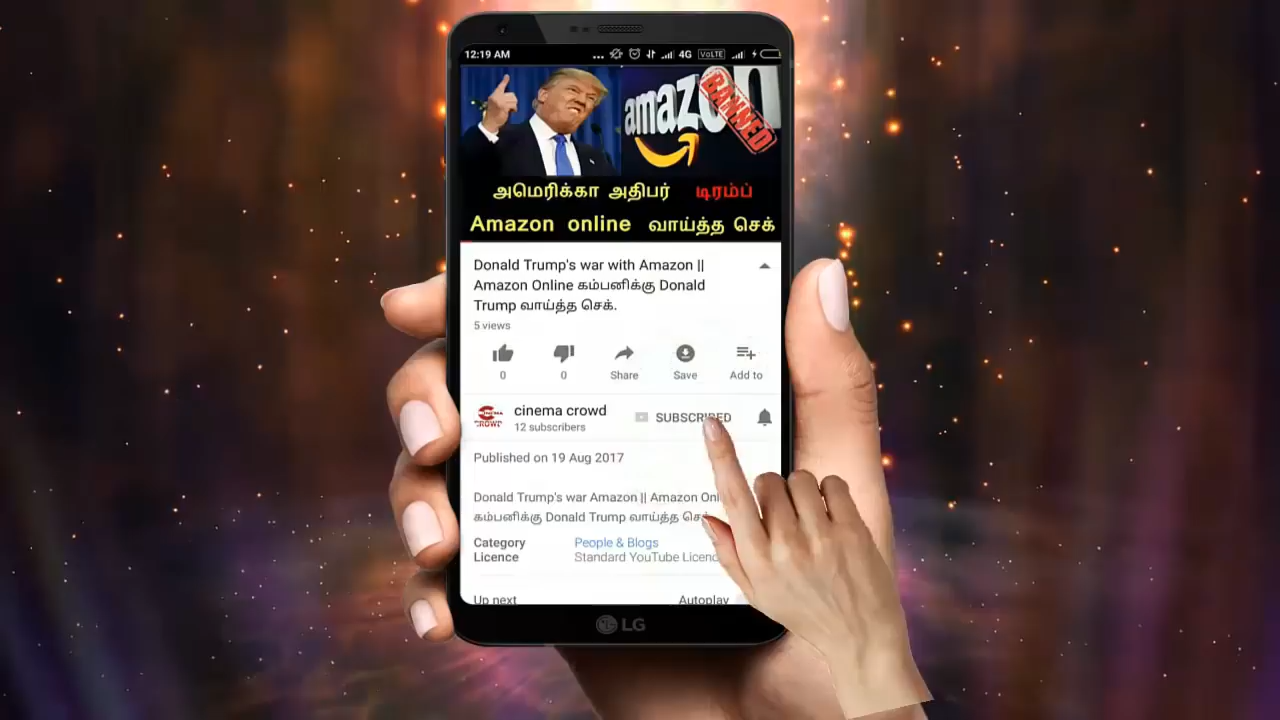 12:19 AM
4G VoLTE
amazon
BANNED
அமெரிக்கா அதிபர் டிரம்ப்
Amazon online வாய்த்த செக்
Donald Trump's war with Amazon ||
Amazon Online கம்பனிக்கு Donald
Trump வாய்த்த செக்.
5 views
0 0 Share Save Add to
cinema crowd
SUBSCRIBED
12 subscribers
Published on 19 Aug 2017
Donald Trump's war Amazon || Amazon Onl
கம்பனிக்கு Donald Trump வாய்த்த செக்
Category People & Blogs
Licence Standard YouTube Licenc
Up next Autoplay
LG